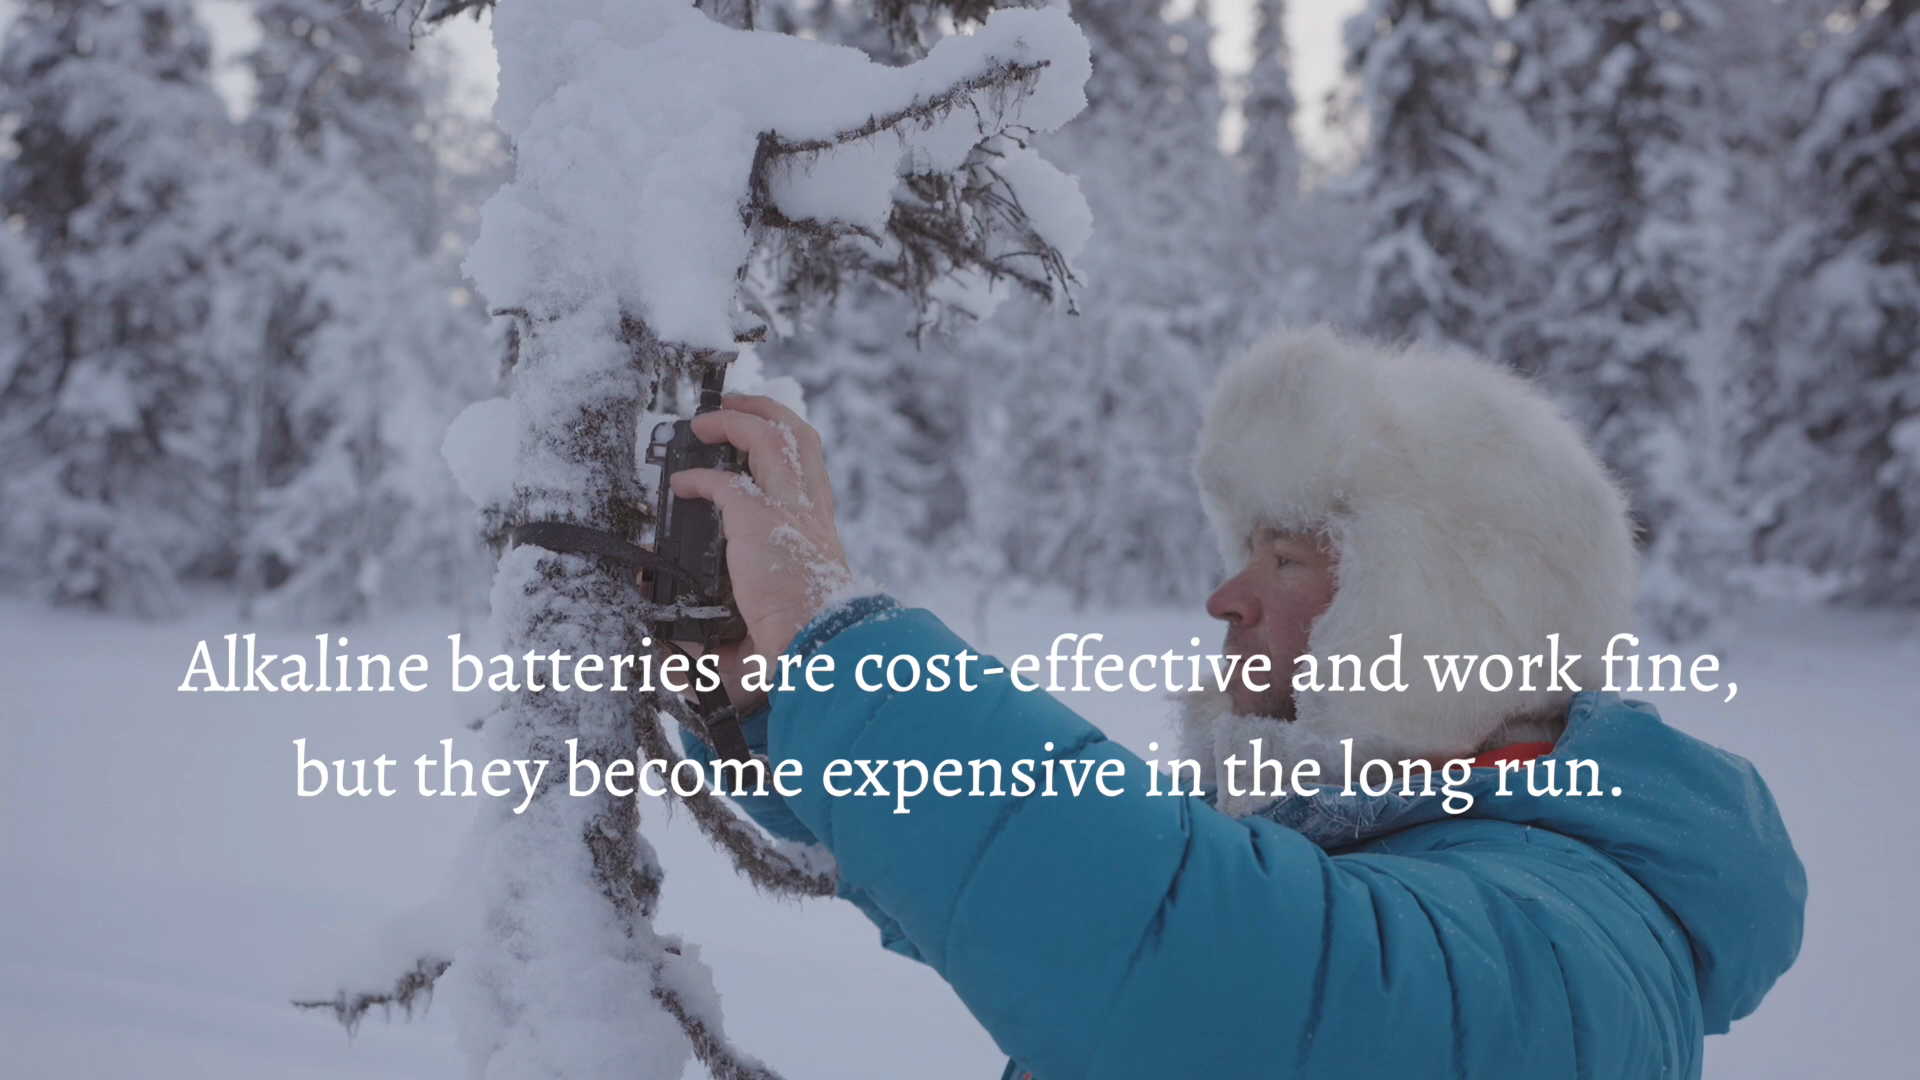 Alkaline batteries are cost-effective and work fine,
but they become expensive in the long run.